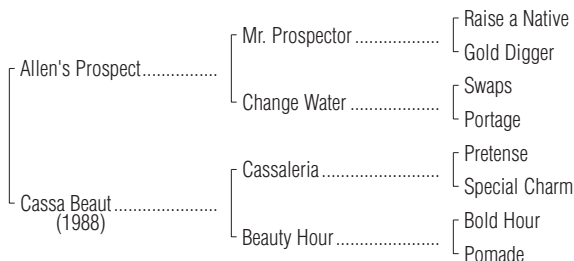 Raise a Native
Mr. Prospector ..................
Gold Digger
Allen's Prospect................
Swaps
Change Water ...................
Portage
Pretense
Cassaleria .........................
Special Charm
Cassa Beaut .....................
(1988)
Bold Hour
Beauty Hour ......................
Pomade